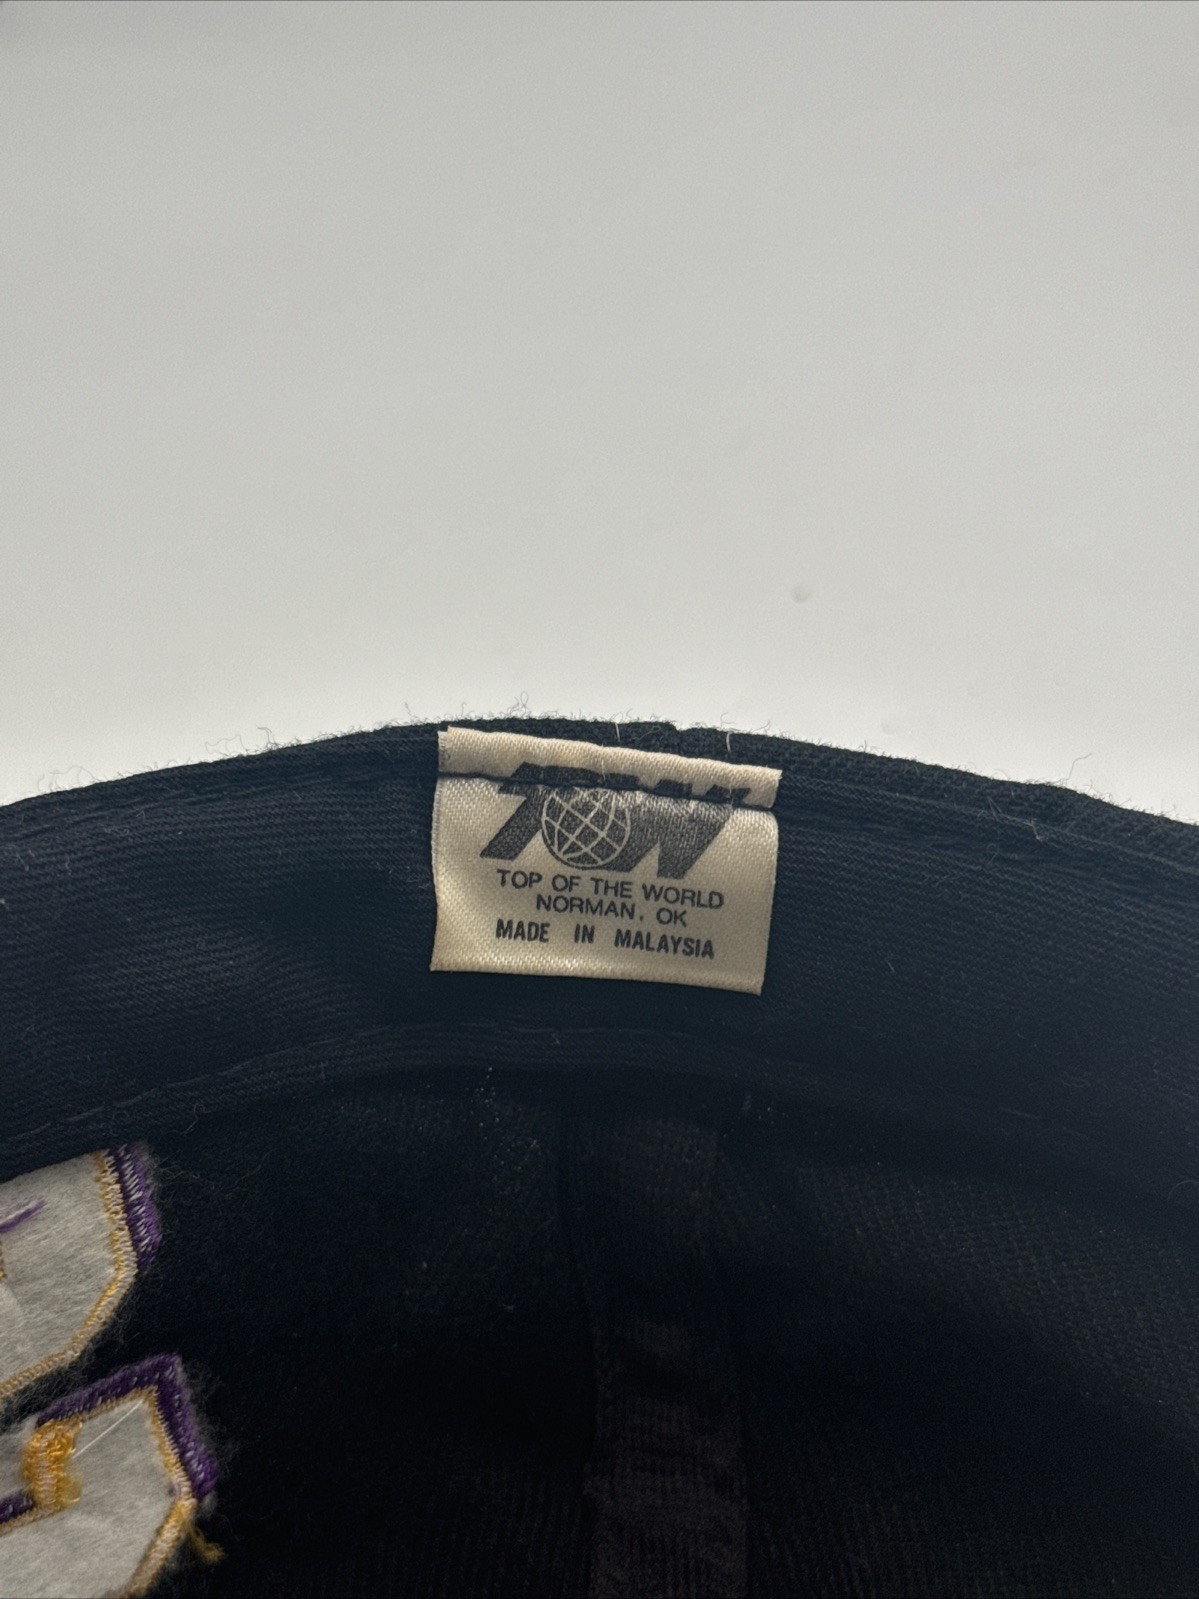 TOW
TOP OF THE WORLD
NORMAN, OK
MADE IN MALAYSIA